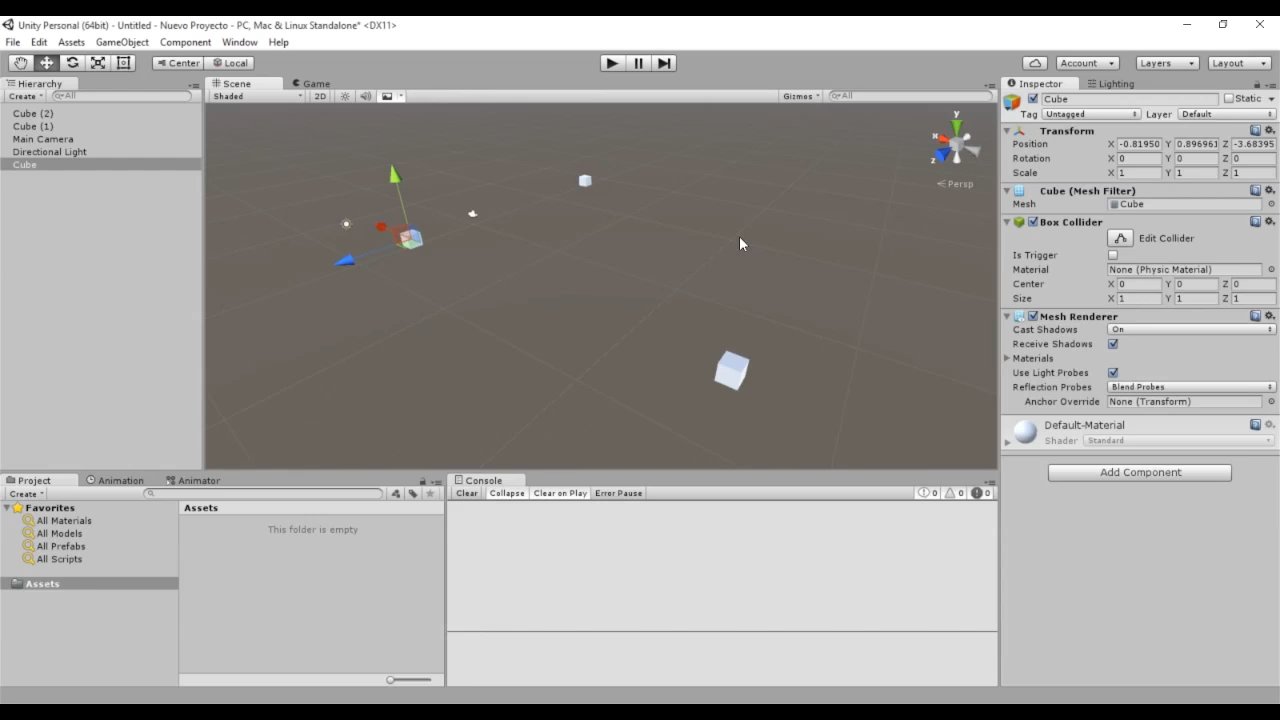 Unity Personal (64bit) - Untitled - Nuevo Proyecto - PC, Mac & Linux Standalone* <DX11>
File Edit Assets GameObject Component Window Help
Center Local Account Layers Layout
Hierarchy
Create All
Cube (2)
Cube (1)
Main Camera
Directional Light
Cube
Scene Game
Shaded 2D Gizmos All
y
x
z
Persp
Inspector Lighting
Cube Static
Tag Untagged Layer Default
Transform
Position X -0.81950 Y 0.896961 Z -3.68395
Rotation X 0 Y 0 Z 0
Scale X 1 Y 1 Z 1
Cube (Mesh Filter)
Mesh Cube
Box Collider
Edit Collider
Is Trigger
Material None (Physic Material)
Center X 0 Y 0 Z 0
Size X 1 Y 1 Z 1
Mesh Renderer
Cast Shadows On
Receive Shadows
Materials
Use Light Probes
Reflection Probes Blend Probes
Anchor Override None (Transform)
Default-Material
Shader Standard
Add Component
Project Animation Animator
Create
Favorites
All Materials
All Models
All Prefabs
All Scripts
Assets
Assets
This folder is empty
Console
Clear Collapse Clear on Play Error Pause 0 0 0